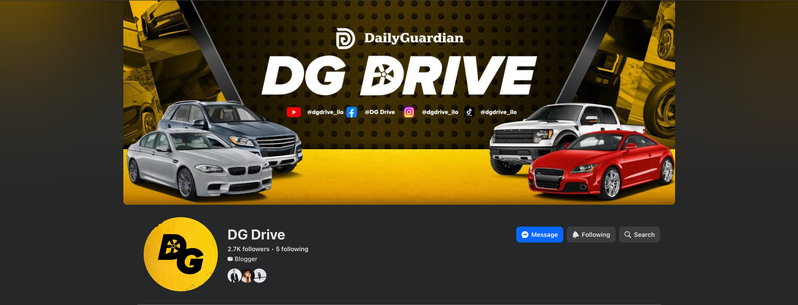 DailyGuardian
DG DRIVE
@dgdrive_ilo @DG Drive @dgdrive_ilo @dgdrive_ilo
DG
DG Drive
2.7K followers • 5 following
Blogger
Message Following Search